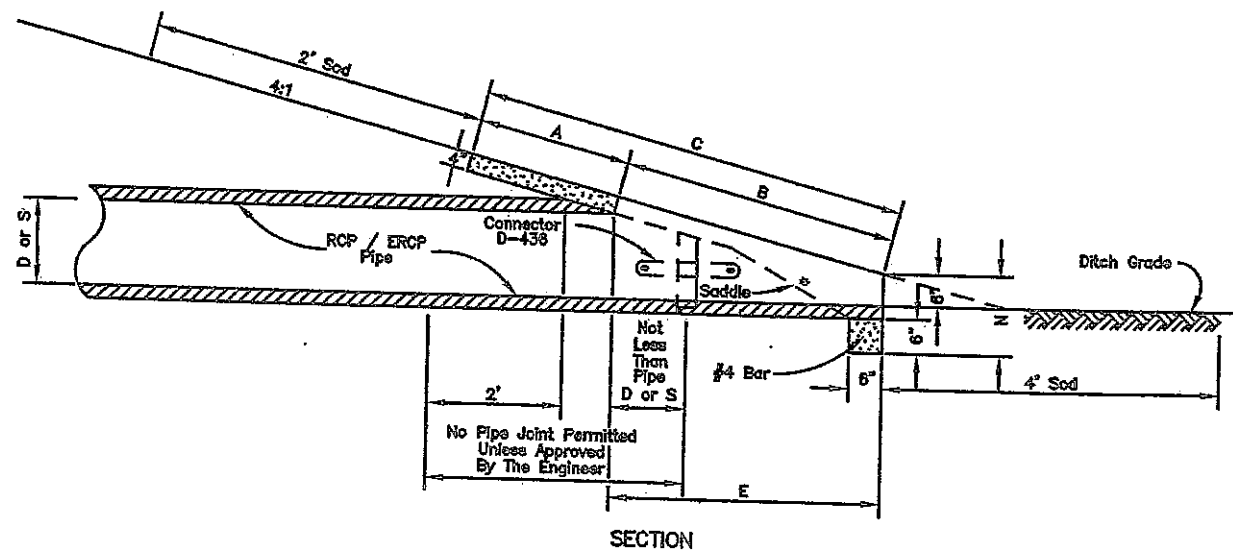 2' Sod
4:1
A
C
4"
B
D or S
RCP / ERCP
Pipe
Connector
D-438
Saddle
*
Ditch Grade
6"
N
6"
Not
Less
Than
Pipe
D or S
#4 Bar
6"
4' Sod
2'
No Pipe Joint Permitted
Unless Approved
By The Engineer
E
SECTION